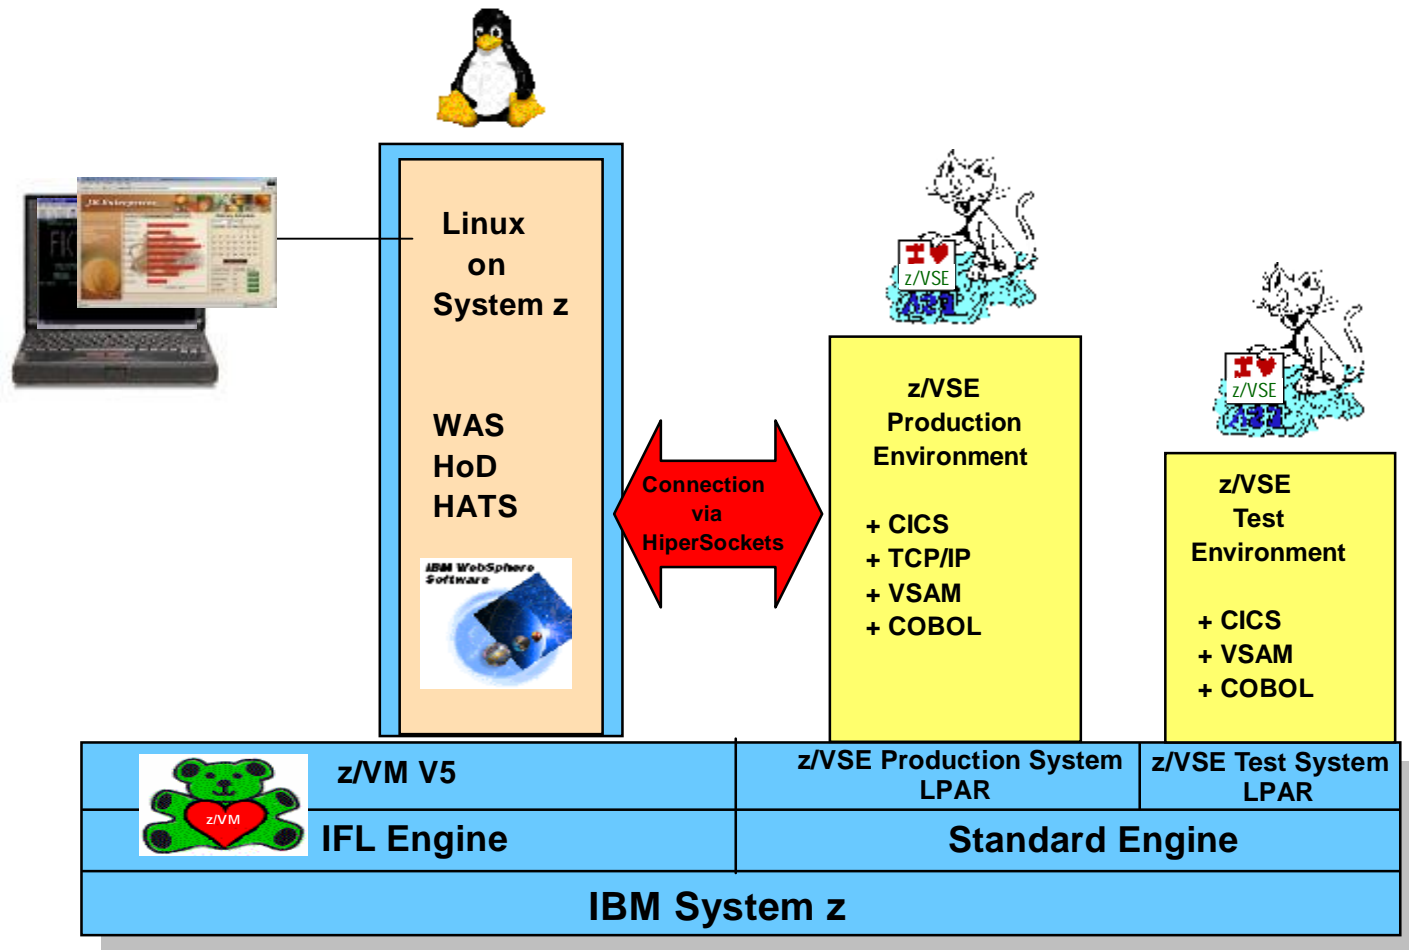 JK Enterprises
Linux
on
System z
WAS
HoD
HATS
IBM WebSphere
Software
Connection
via
HiperSockets
I ♥
z/VSE
z/VSE
Production
Environment
+ CICS
+ TCP/IP
+ VSAM
+ COBOL
I ♥
z/VSE
z/VSE
Test
Environment
+ CICS
+ VSAM
+ COBOL
z/VM V5
z/VSE Production System
LPAR
z/VSE Test System
LPAR
z/VM
IFL Engine
Standard Engine
IBM System z